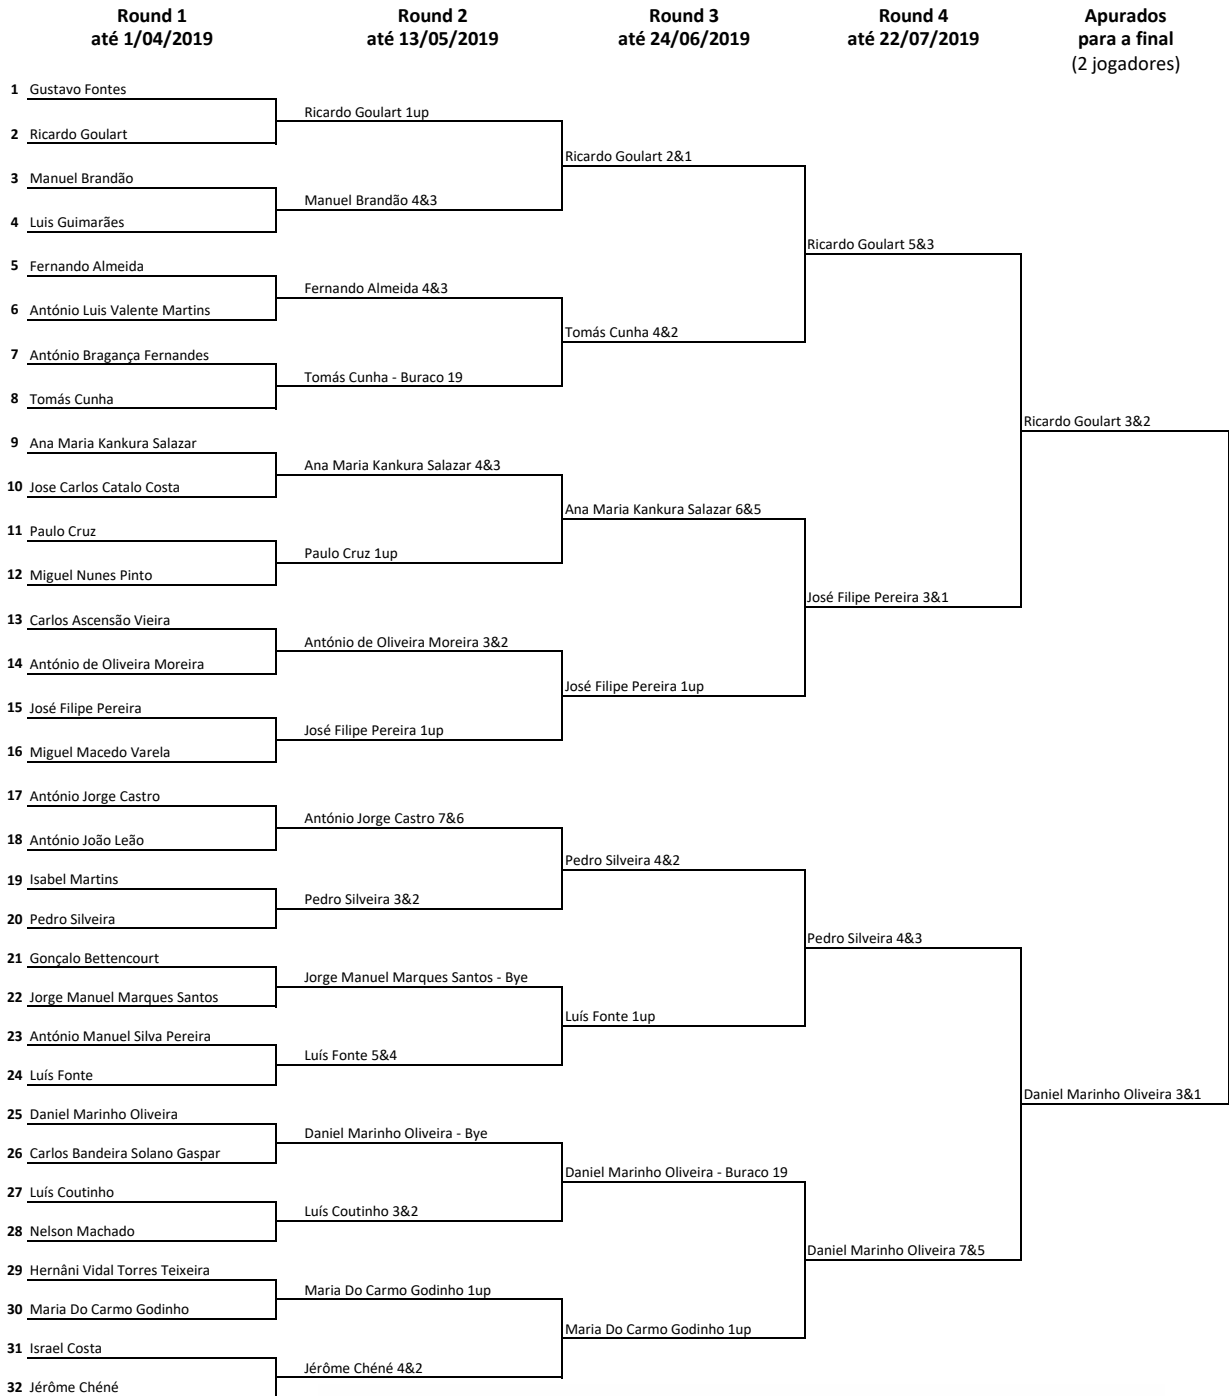 Round 1
até 1/04/2019
Round 2
até 13/05/2019
Round 3
até 24/06/2019
Round 4
até 22/07/2019
Apurados
para a final
(2 jogadores)
1 Gustavo Fontes
Ricardo Goulart 1up
2 Ricardo Goulart
Ricardo Goulart 2&1
3 Manuel Brandão
Manuel Brandão 4&3
4 Luis Guimarães
Ricardo Goulart 5&3
5 Fernando Almeida
Fernando Almeida 4&3
6 António Luis Valente Martins
Tomás Cunha 4&2
7 António Bragança Fernandes
Tomás Cunha - Buraco 19
8 Tomás Cunha
Ricardo Goulart 3&2
9 Ana Maria Kankura Salazar
Ana Maria Kankura Salazar 4&3
10 Jose Carlos Catalo Costa
Ana Maria Kankura Salazar 6&5
11 Paulo Cruz
Paulo Cruz 1up
12 Miguel Nunes Pinto
José Filipe Pereira 3&1
13 Carlos Ascensão Vieira
António de Oliveira Moreira 3&2
14 António de Oliveira Moreira
José Filipe Pereira 1up
15 José Filipe Pereira
José Filipe Pereira 1up
16 Miguel Macedo Varela
17 António Jorge Castro
António Jorge Castro 7&6
18 António João Leão
Pedro Silveira 4&2
19 Isabel Martins
Pedro Silveira 3&2
20 Pedro Silveira
Pedro Silveira 4&3
21 Gonçalo Bettencourt
Jorge Manuel Marques Santos - Bye
22 Jorge Manuel Marques Santos
Luís Fonte 1up
23 António Manuel Silva Pereira
Luís Fonte 5&4
24 Luís Fonte
Daniel Marinho Oliveira 3&1
25 Daniel Marinho Oliveira
Daniel Marinho Oliveira - Bye
26 Carlos Bandeira Solano Gaspar
Daniel Marinho Oliveira - Buraco 19
27 Luís Coutinho
Luís Coutinho 3&2
28 Nelson Machado
Daniel Marinho Oliveira 7&5
29 Hernâni Vidal Torres Teixeira
Maria Do Carmo Godinho 1up
30 Maria Do Carmo Godinho
Maria Do Carmo Godinho 1up
31 Israel Costa
Jérôme Chéné 4&2
32 Jérôme Chéné